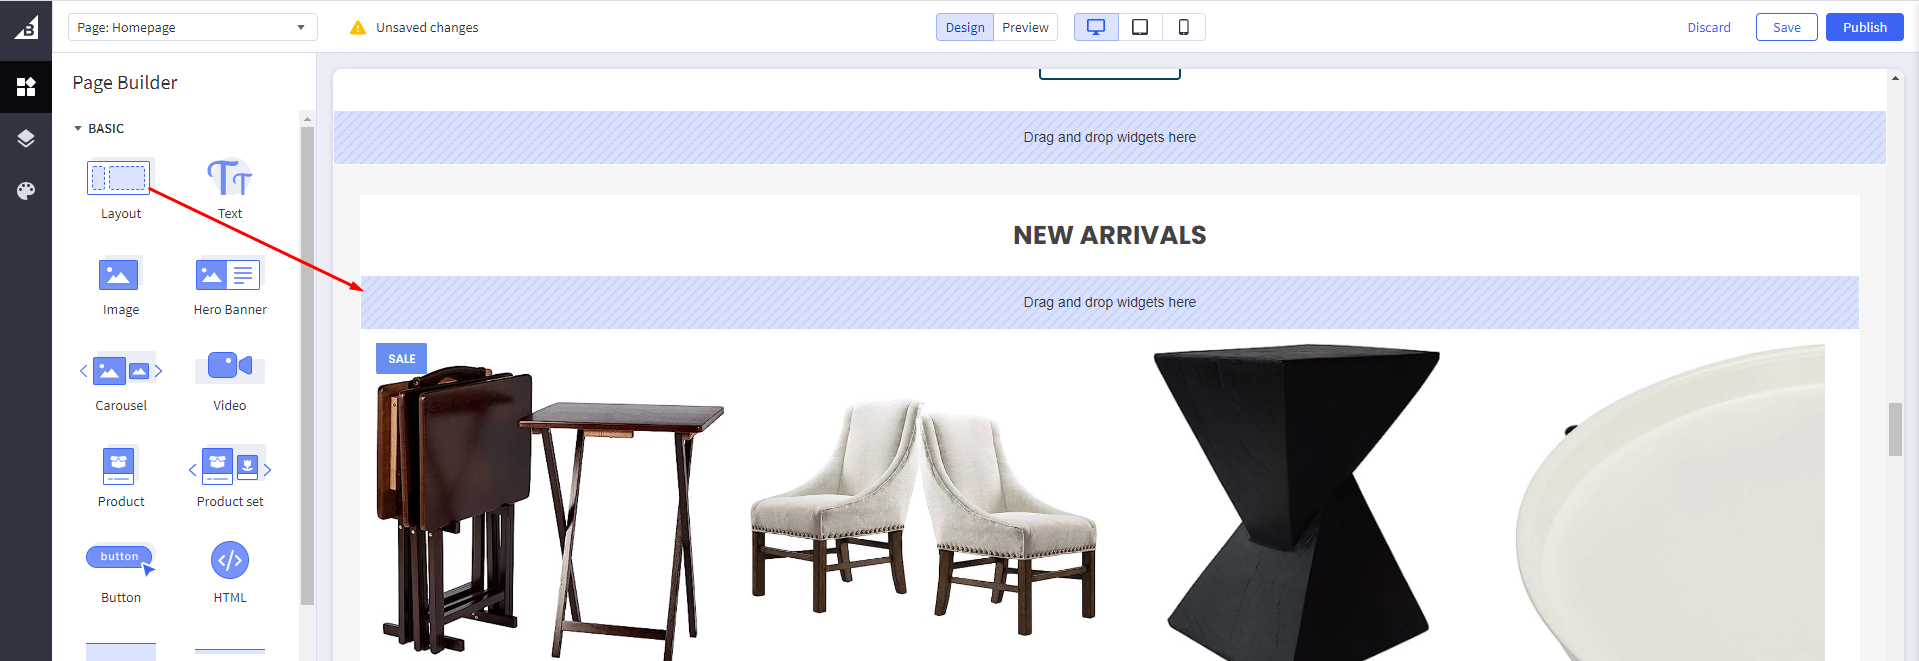 Page: Homepage
Unsaved changes
Design
Preview
Discard
Save
Publish
Page Builder
BASIC
Layout
Text
Image
Hero Banner
Carousel
Video
Product
Product set
button
Button
HTML
Drag and drop widgets here
NEW ARRIVALS
Drag and drop widgets here
SALE